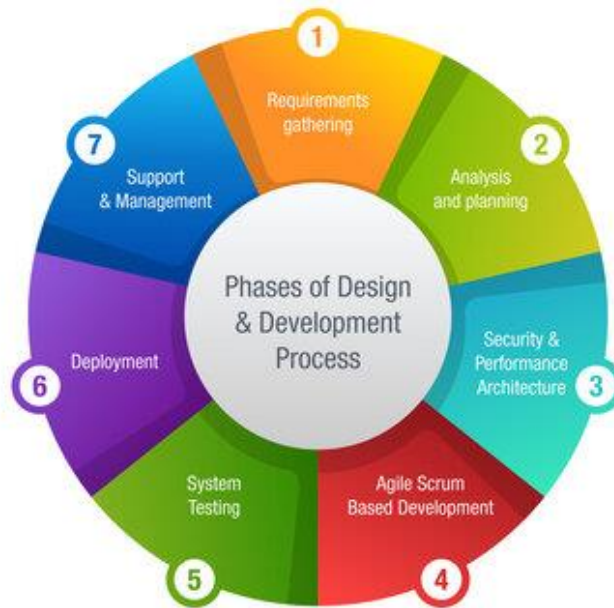 1
Requirements
gathering
2
Analysis
and planning
3
Security &
Performance
Architecture
4
Agile Scrum
Based Development
5
System
Testing
6
Deployment
7
Support
& Management
Phases of Design
& Development
Process